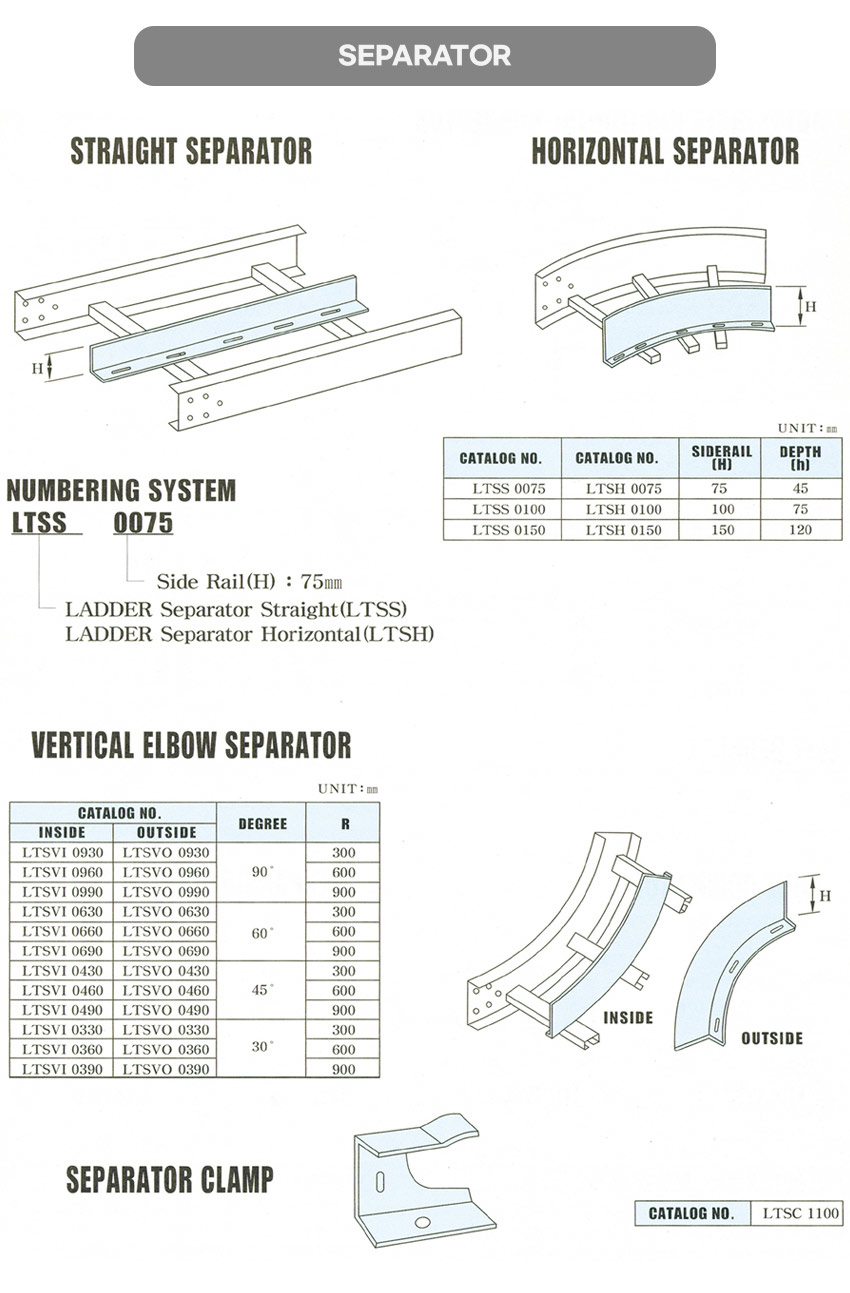 SEPARATOR
STRAIGHT SEPARATOR
HORIZONTAL SEPARATOR
H
H
UNIT : ㎜
CATALOG NO. CATALOG NO. SIDERAIL (H) DEPTH (h)
LTSS 0075 LTSH 0075 75 45
LTSS 0100 LTSH 0100 100 75
LTSS 0150 LTSH 0150 150 120
NUMBERING SYSTEM
LTSS 0075
Side Rail(H) : 75㎜
LADDER Separator Straight(LTSS)
LADDER Separator Horizontal(LTSH)
VERTICAL ELBOW SEPARATOR
UNIT : ㎜
CATALOG NO. DEGREE R
INSIDE OUTSIDE
LTSVI 0930 LTSVO 0930 90° 300
LTSVI 0960 LTSVO 0960 600
LTSVI 0990 LTSVO 0990 900
LTSVI 0630 LTSVO 0630 60° 300
LTSVI 0660 LTSVO 0660 600
LTSVI 0690 LTSVO 0690 900
LTSVI 0430 LTSVO 0430 45° 300
LTSVI 0460 LTSVO 0460 600
LTSVI 0490 LTSVO 0490 900
LTSVI 0330 LTSVO 0330 30° 300
LTSVI 0360 LTSVO 0360 600
LTSVI 0390 LTSVO 0390 900
H
INSIDE
OUTSIDE
SEPARATOR CLAMP
CATALOG NO. LTSC 1100